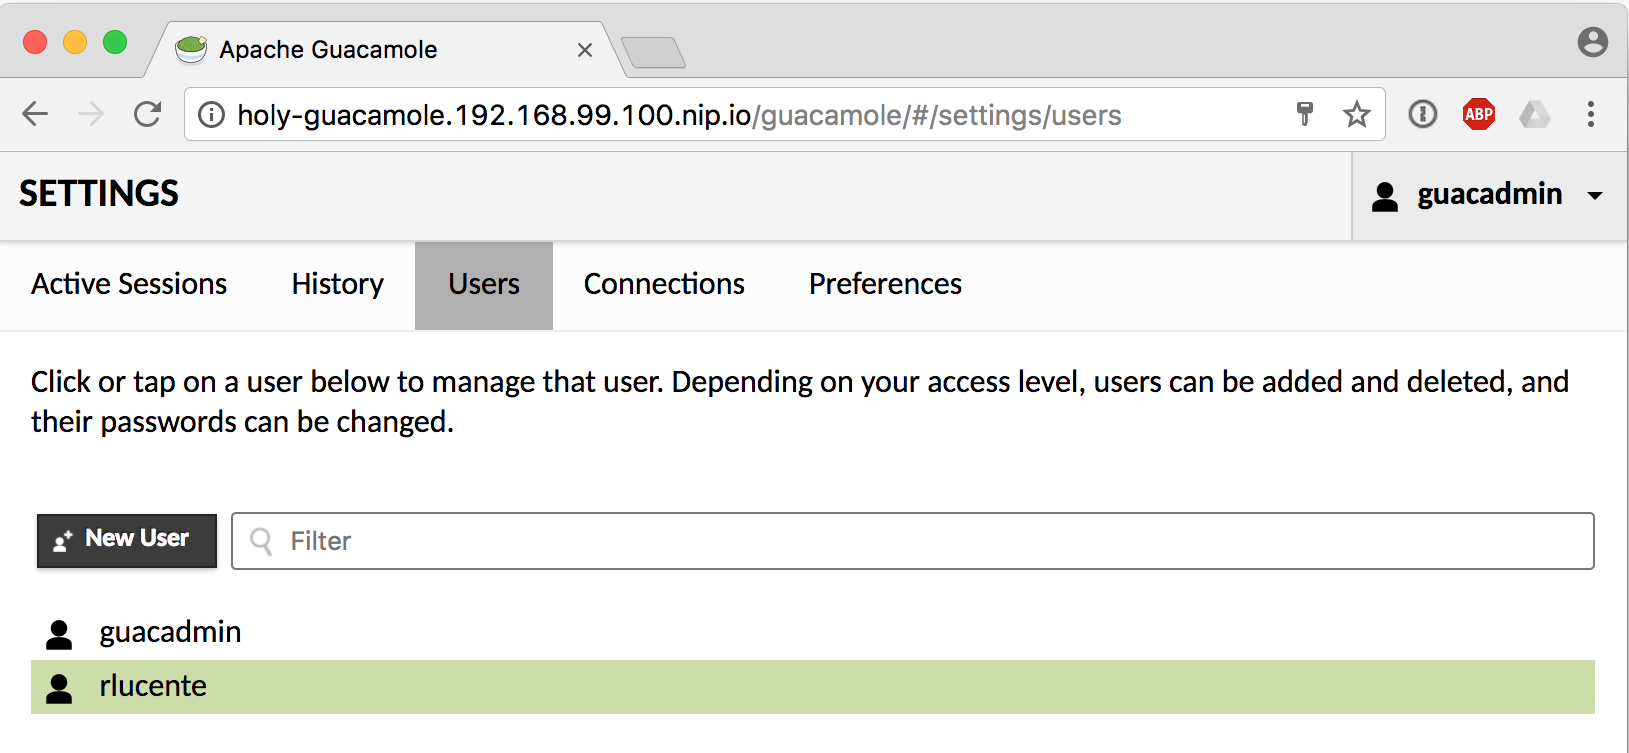 Apache Guacamole
holy-guacamole.192.168.99.100.nip.io/guacamole/#/settings/users
ABP
SETTINGS
guacadmin
Active Sessions History Users Connections Preferences
Click or tap on a user below to manage that user. Depending on your access level, users can be added and deleted, and
their passwords can be changed.
New User Filter
guacadmin
rlucente